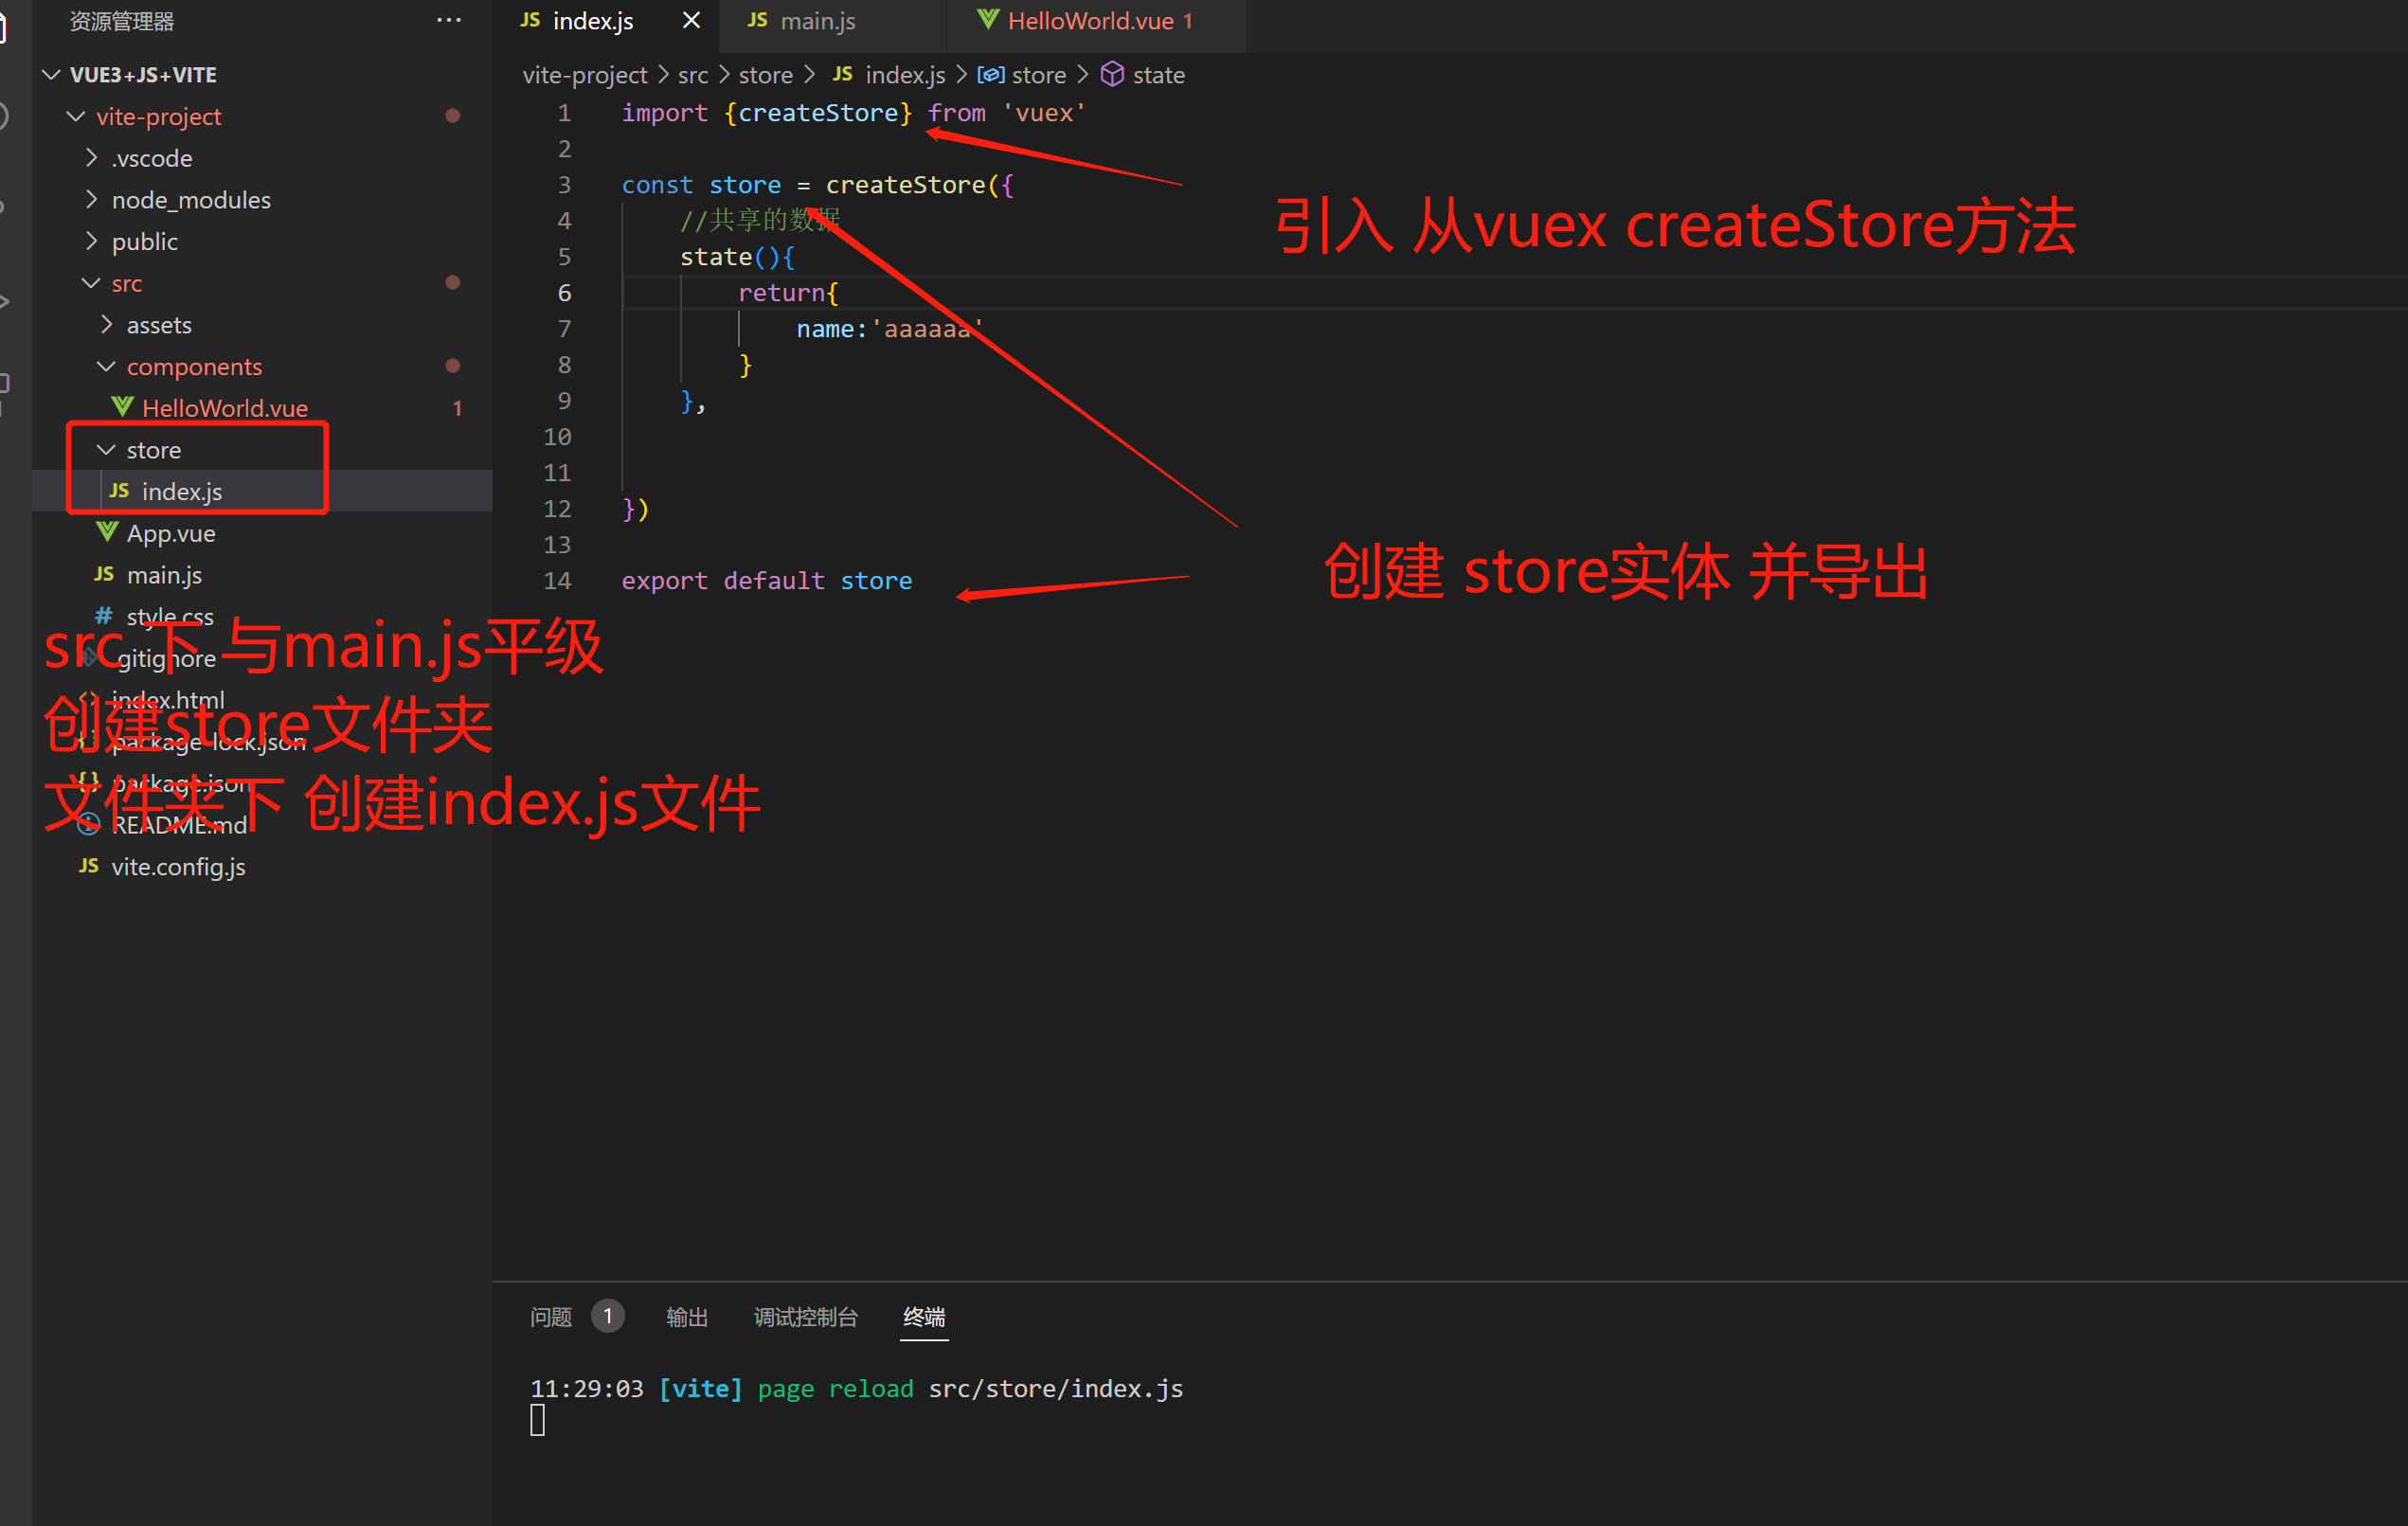 资源管理器 ···
JS index.js × JS main.js HelloWorld.vue 1
VUE3+JS+VITE
vite-project > src > store > JS index.js > store > state
vite-project
.vscode
node_modules
public
src
assets
components
HelloWorld.vue 1
store
JS index.js
App.vue
JS main.js
# style.css
.gitignore
index.html
package-lock.json
package.json
README.md
JS vite.config.js
1 import {createStore} from 'vuex'
2
3 const store = createStore({
4 //共享的数据
5 state(){
6 return{
7 name:'aaaaaa'
8 }
9 },
10
11
12 })
13
14 export default store
引入 从vuex createStore方法
创建 store实体 并导出
src 下 与main.js平级
创建store文件夹
文件夹下 创建index.js文件
问题 1 输出 调试控制台 终端
11:29:03 [vite] page reload src/store/index.js